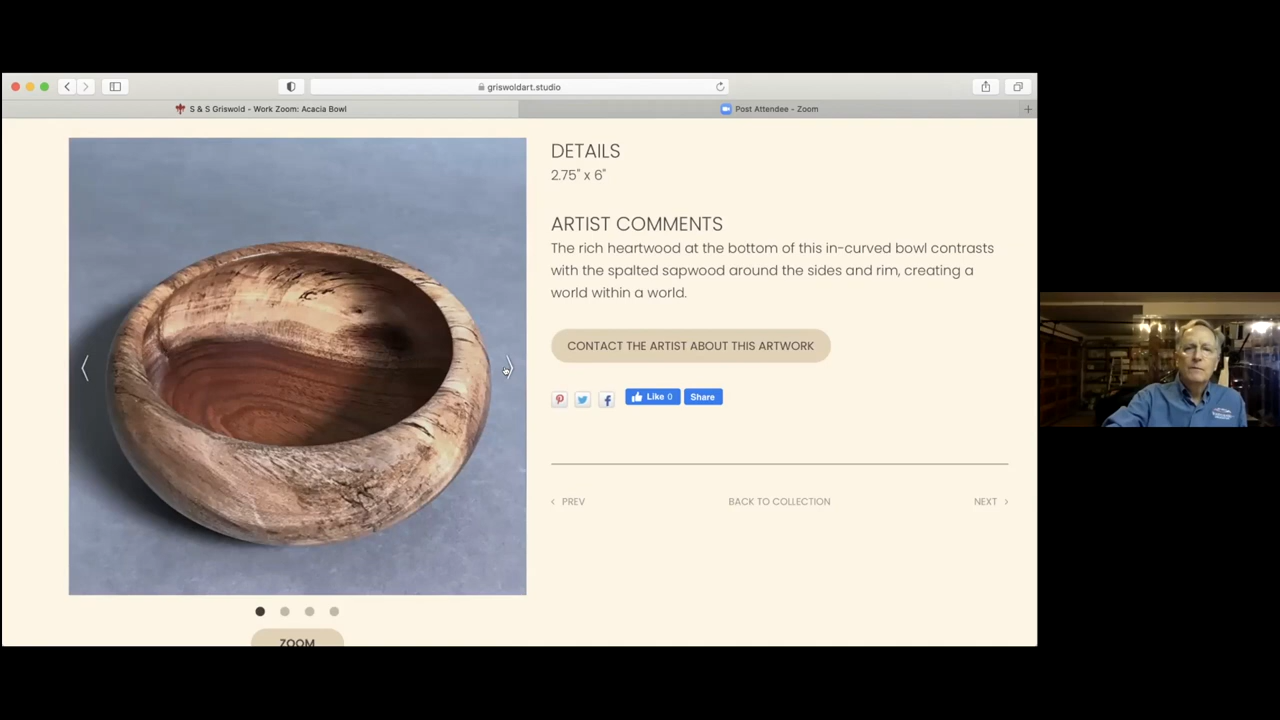 griswoldart.studio
S & S Griswold - Work Zoom: Acacia Bowl
Post Attendee - Zoom
DETAILS
2.75" x 6"
ARTIST COMMENTS
The rich heartwood at the bottom of this in-curved bowl contrasts
with the spalted sapwood around the sides and rim, creating a
world within a world.
CONTACT THE ARTIST ABOUT THIS ARTWORK
Like 0
Share
PREV
BACK TO COLLECTION
NEXT
ZOOM